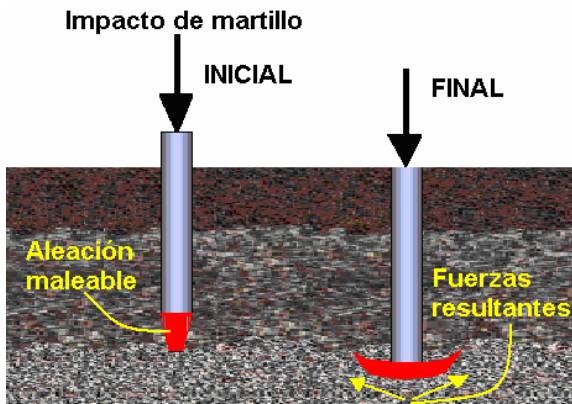 Impacto de martillo
INICIAL
FINAL
Aleación
maleable
Fuerzas
resultantes